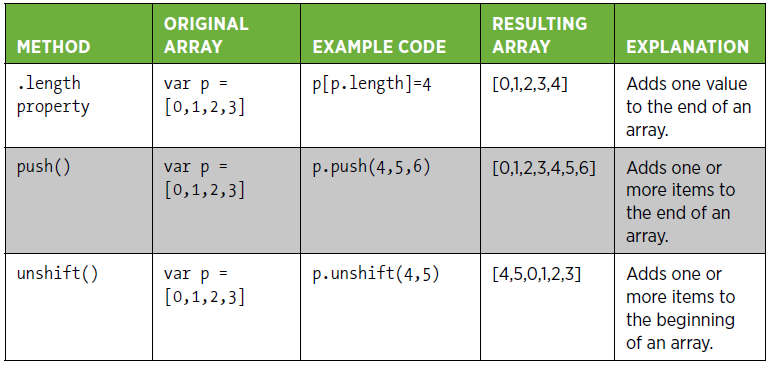 METHOD
ORIGINAL
ARRAY
EXAMPLE CODE
RESULTING
ARRAY
EXPLANATION
.length
property
var p =
[0,1,2,3]
p[p.length]=4
[0,1,2,3,4]
Adds one value
to the end of an
array.
push()
var p =
[0,1,2,3]
p.push(4,5,6)
[0,1,2,3,4,5,6]
Adds one or
more items to
the end of an
array.
unshift()
var p =
[0,1,2,3]
p.unshift(4,5)
[4,5,0,1,2,3]
Adds one or
more items to
the beginning
of an array.